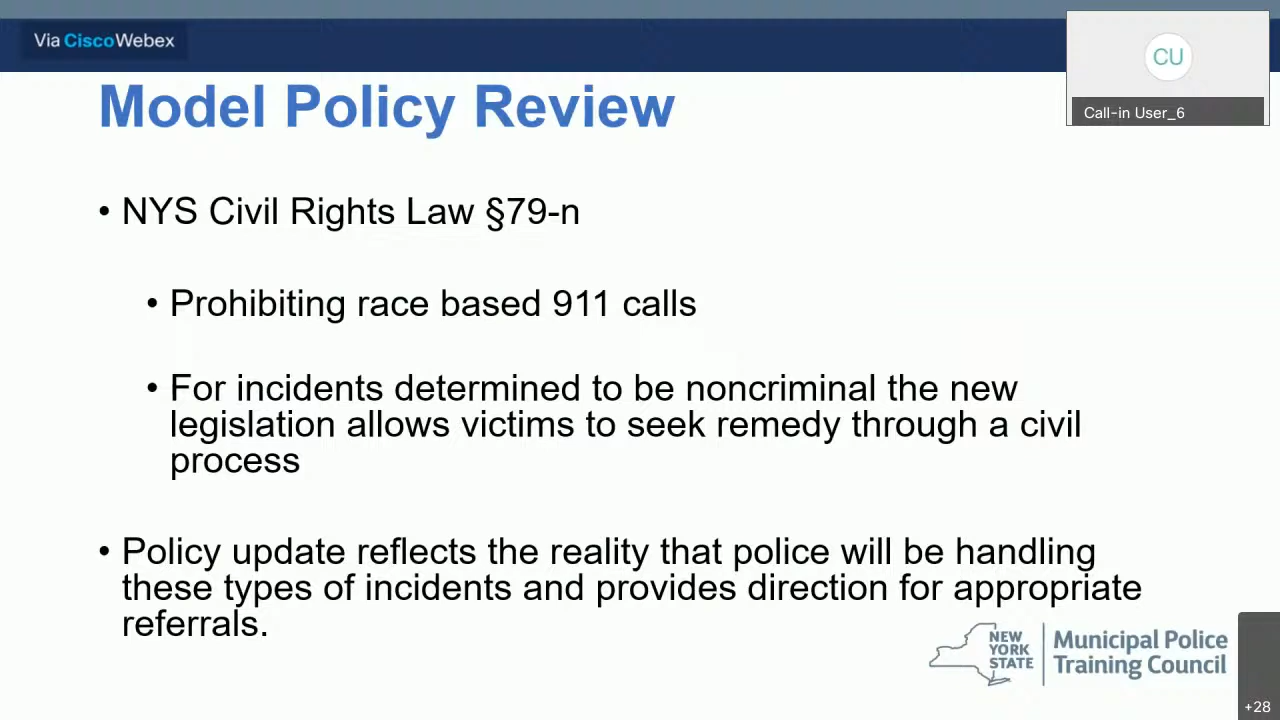 Via CiscoWebex
CU
Call-in User_6
Model Policy Review
• NYS Civil Rights Law §79-n
• Prohibiting race based 911 calls
• For incidents determined to be noncriminal the new
legislation allows victims to seek remedy through a civil
process
• Policy update reflects the reality that police will be handling
these types of incidents and provides direction for appropriate
referrals.
NEW
YORK
STATE
Municipal Police
Training Council
+28